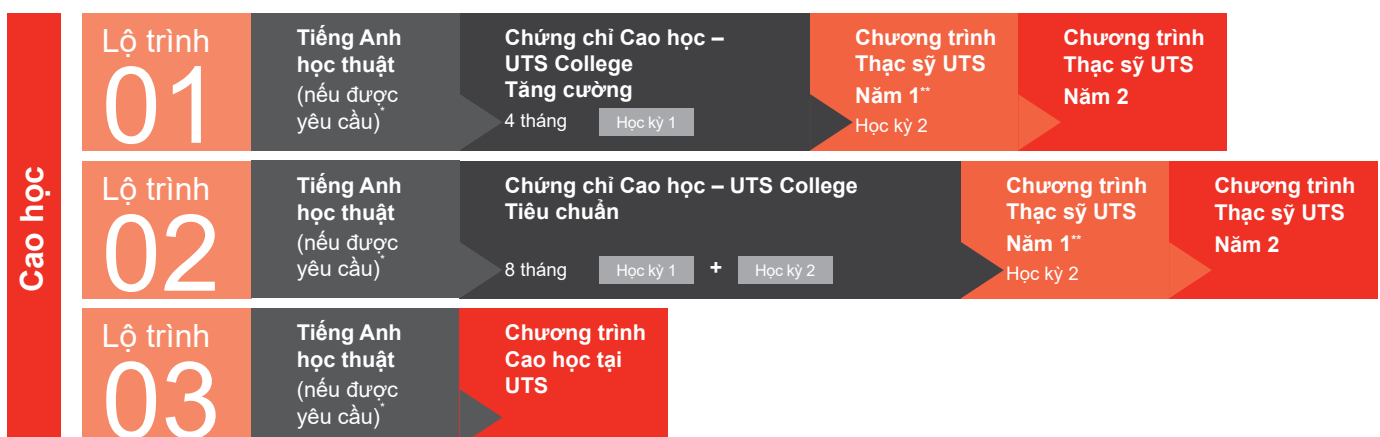 Cao học
Lộ trình
01
Tiếng Anh
học thuật
(nếu được
yêu cầu)*
Chứng chỉ Cao học –
UTS College
Tăng cường
4 tháng
Học kỳ 1
Chương trình
Thạc sỹ UTS
Năm 1**
Học kỳ 2
Chương trình
Thạc sỹ UTS
Năm 2
Lộ trình
02
Tiếng Anh
học thuật
(nếu được
yêu cầu)*
Chứng chỉ Cao học – UTS College
Tiêu chuẩn
8 tháng
Học kỳ 1 + Học kỳ 2
Chương trình
Thạc sỹ UTS
Năm 1**
Học kỳ 2
Chương trình
Thạc sỹ UTS
Năm 2
Lộ trình
03
Tiếng Anh
học thuật
(nếu được
yêu cầu)*
Chương trình
Cao học tại
UTS